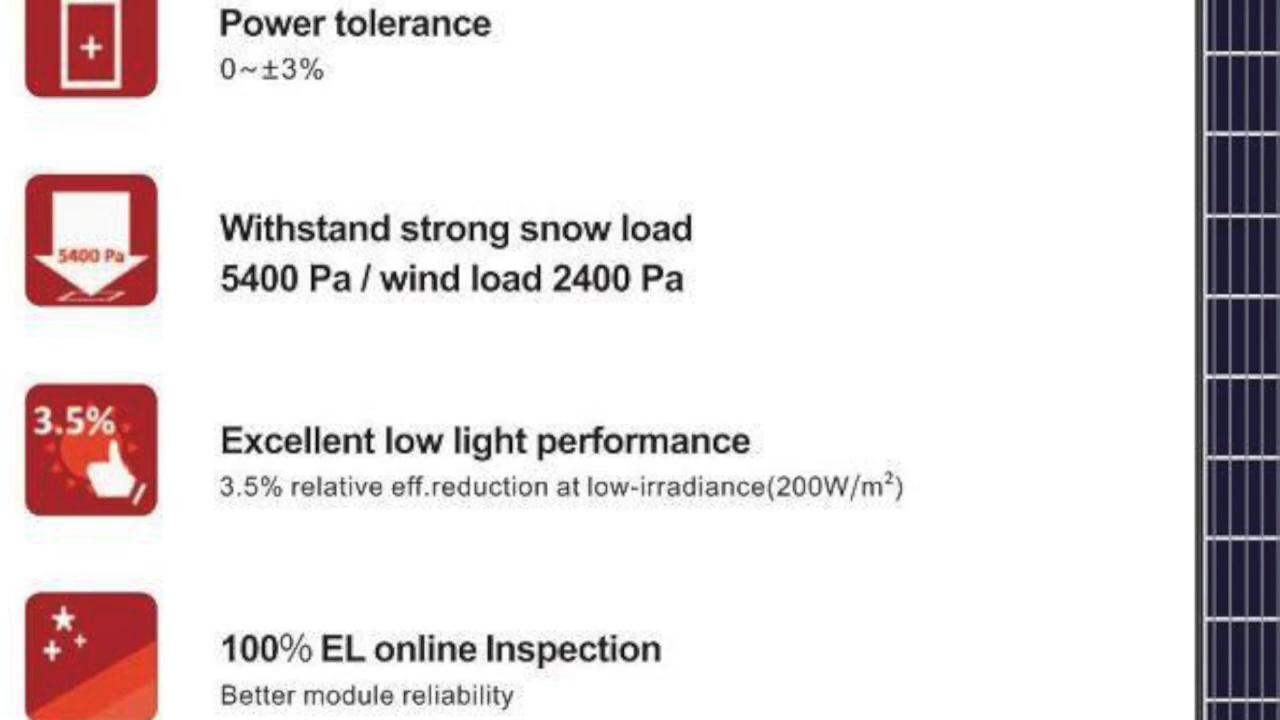 Power tolerance
0~±3%
5400 Pa
Withstand strong snow load
5400 Pa / wind load 2400 Pa
3.5%
Excellent low light performance
3.5% relative eff.reduction at low-irradiance(200W/m²)
100% EL online Inspection
Better module reliability